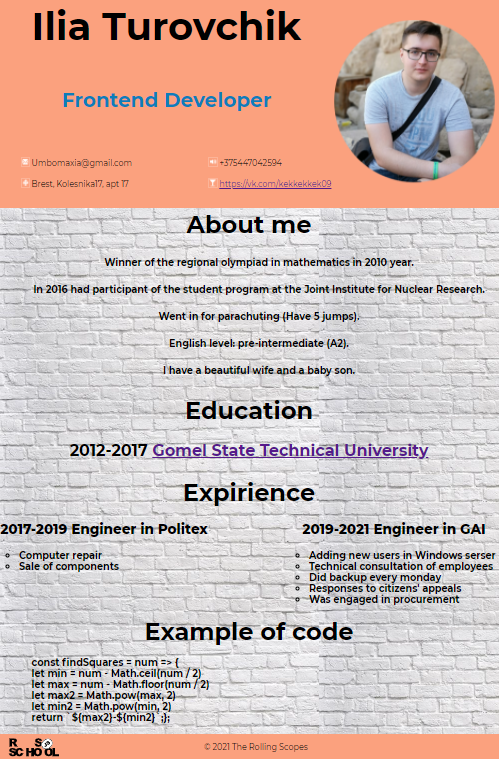 Ilia Turovchik
Frontend Developer
Umbomaxia@gmail.com
+375447042594
Brest, Kolesnika17, apt 17
https://vk.com/kekkekkek09
About me
Winner of the regional olympiad in mathematics in 2010 year.
In 2016 had participant of the student program at the Joint Institute for Nuclear Research.
Went in for parachuting (Have 5 jumps).
English level: pre-intermediate (A2).
I have a beautiful wife and a baby son.
Education
2012-2017 Gomel State Technical University
Expirience
2017-2019 Engineer in Politex
Computer repair
Sale of components
2019-2021 Engineer in GAI
Adding new users in Windows serser
Technical consultation of employees
Did backup every monday
Responses to citizens' appeals
Was engaged in procurement
Example of code
const findSquares = num => {
let min = num - Math.ceil(num / 2)
let max = num - Math.floor(num / 2)
let max2 = Math.pow(max, 2)
let min2 = Math.pow(min, 2)
return `${max2}-${min2}`;};
RS
SCHOOL
© 2021 The Rolling Scopes